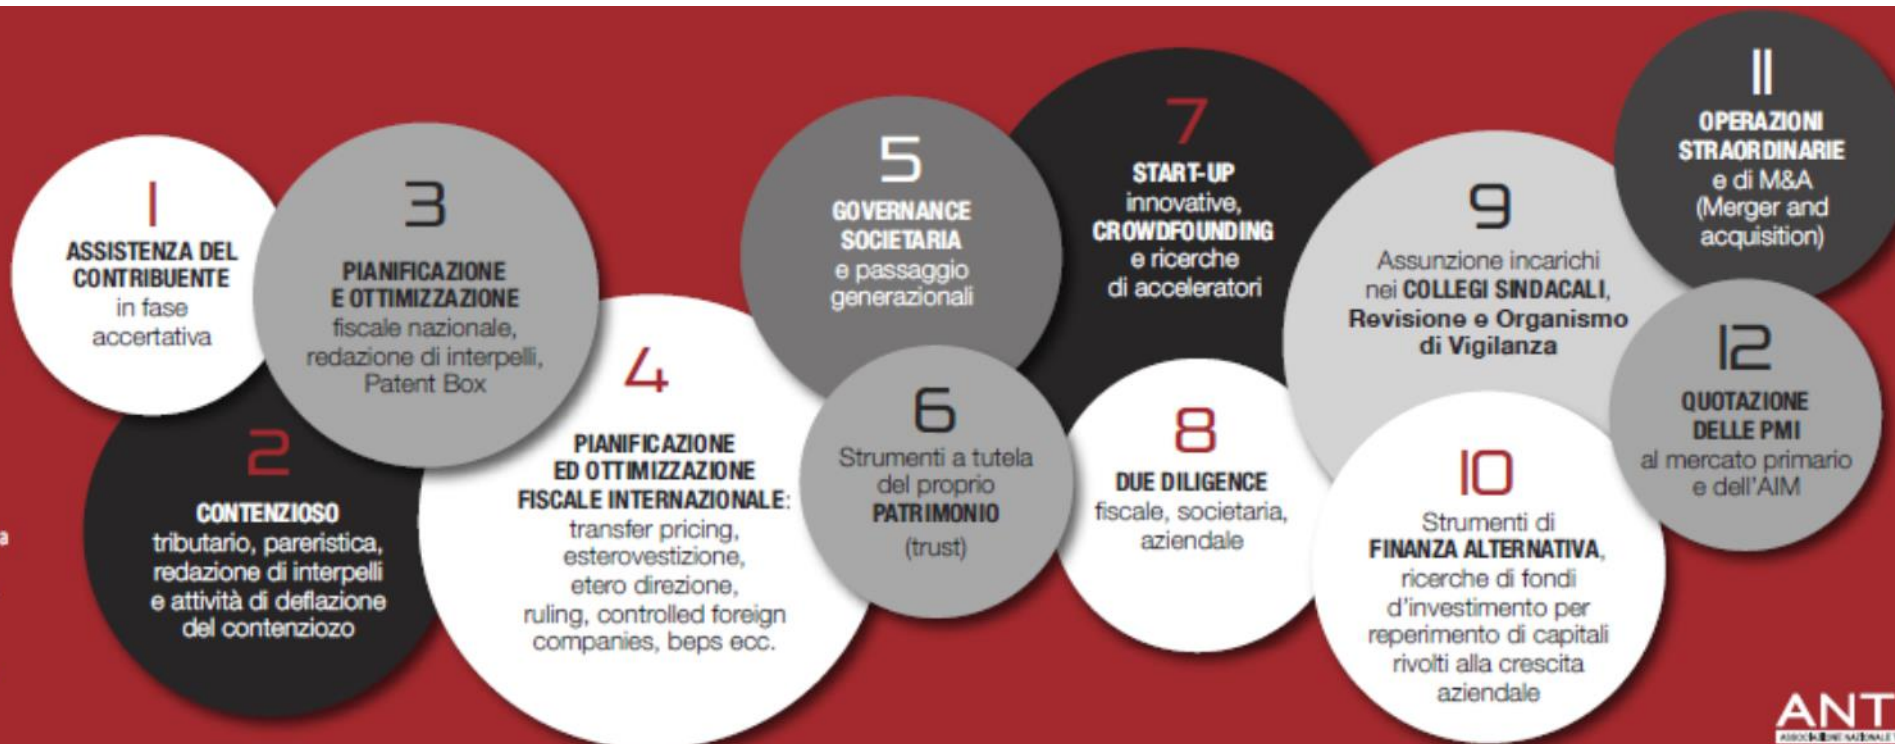 1
ASSISTENZA DEL
CONTRIBUENTE
in fase
accertativa
2
CONTENZIOSO
tributario, pareristica,
redazione di interpelli
e attività di deflazione
del contenziozo
3
PIANIFICAZIONE
E OTTIMIZZAZIONE
fiscale nazionale,
redazione di interpelli,
Patent Box
4
PIANIFICAZIONE
ED OTTIMIZZAZIONE
FISCALE INTERNAZIONALE:
transfer pricing,
esterovestizione,
etero direzione,
ruling, controlled foreign
companies, beps ecc.
5
GOVERNANCE
SOCIETARIA
e passaggio
generazionali
6
Strumenti a tutela
del proprio
PATRIMONIO
(trust)
7
START-UP
innovative,
CROWDFOUNDING
e ricerche
di acceleratori
8
DUE DILIGENCE
fiscale, societaria,
aziendale
9
Assunzione incarichi
nei COLLEGI SINDACALI,
Revisione e Organismo
di Vigilanza
10
Strumenti di
FINANZA ALTERNATIVA,
ricerche di fondi
d'investimento per
reperimento di capitali
rivolti alla crescita
aziendale
11
OPERAZIONI
STRAORDINARIE
e di M&A
(Merger and
acquisition)
12
QUOTAZIONE
DELLE PMI
al mercato primario
e dell'AIM
a
ANT
ASSOCIAZIONE NAZIONALE